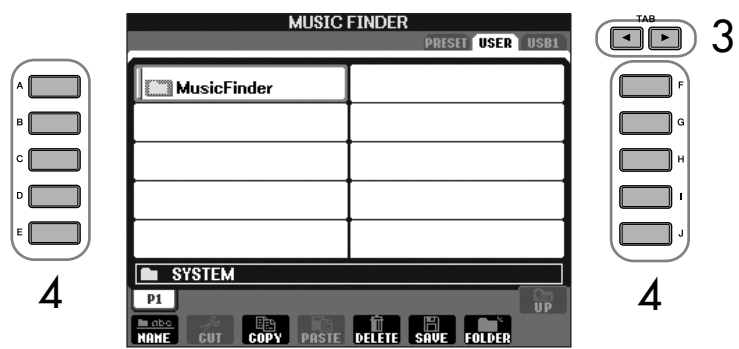 MUSIC FINDER
TAB
PRESET USER USB1
3
A
MusicFinder
F
B
G
C
H
D
I
E
J
SYSTEM
4
4
P1
UP
abc
NAME CUT COPY PASTE DELETE SAVE FOLDER